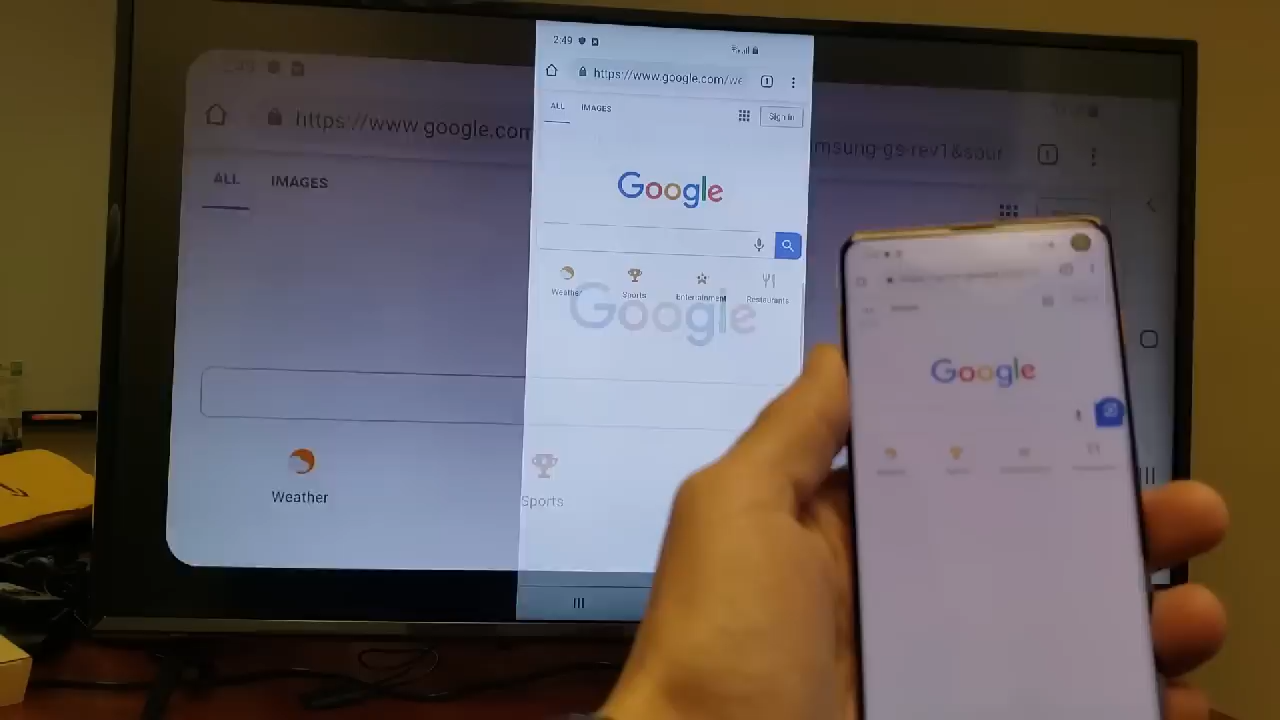 2:49
https://www.google.com/we
ALL IMAGES
Sign in
Google
Weather Sports Entertainment Restaurants
https://www.google.com
msung-gs-rev1&sour
ALL IMAGES
Google
Weather
Sports
Google